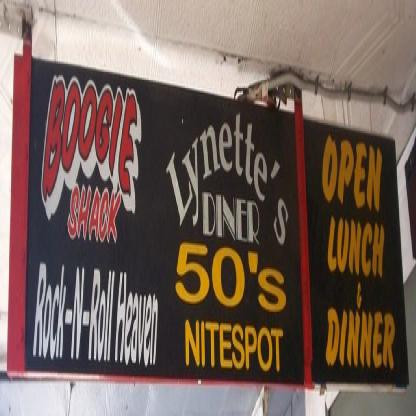 BOOGIE
SHACK
Rock-N-Roll Heaven
Lynette's
DINER
50's
NITESPOT
OPEN
LUNCH
&
DINNER